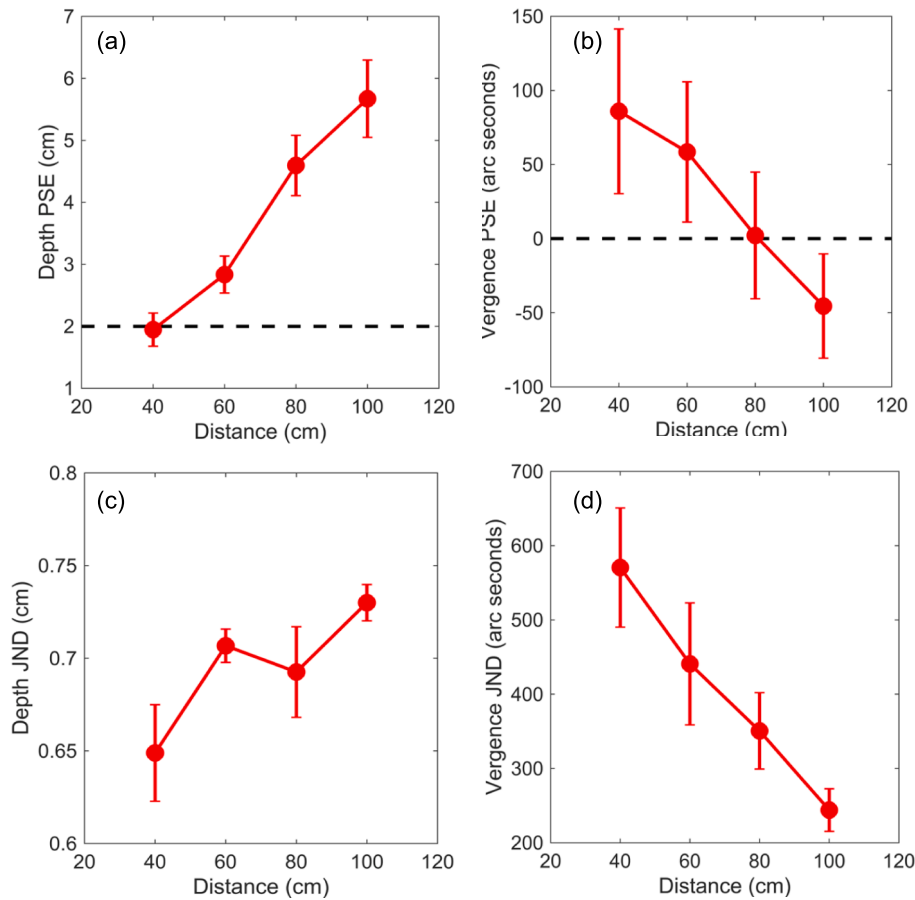 (a)
Depth PSE (cm)
7
6
5
4
3
2
1
20 40 60 80 100 120
Distance (cm)
(b)
Vergence PSE (arc seconds)
150
100
50
0
-50
-100
20 40 60 80 100 120
Distance (cm)
(c)
Depth JND (cm)
0.8
0.75
0.7
0.65
0.6
20 40 60 80 100 120
Distance (cm)
(d)
Vergence JND (arc seconds)
700
600
500
400
300
200
20 40 60 80 100 120
Distance (cm)